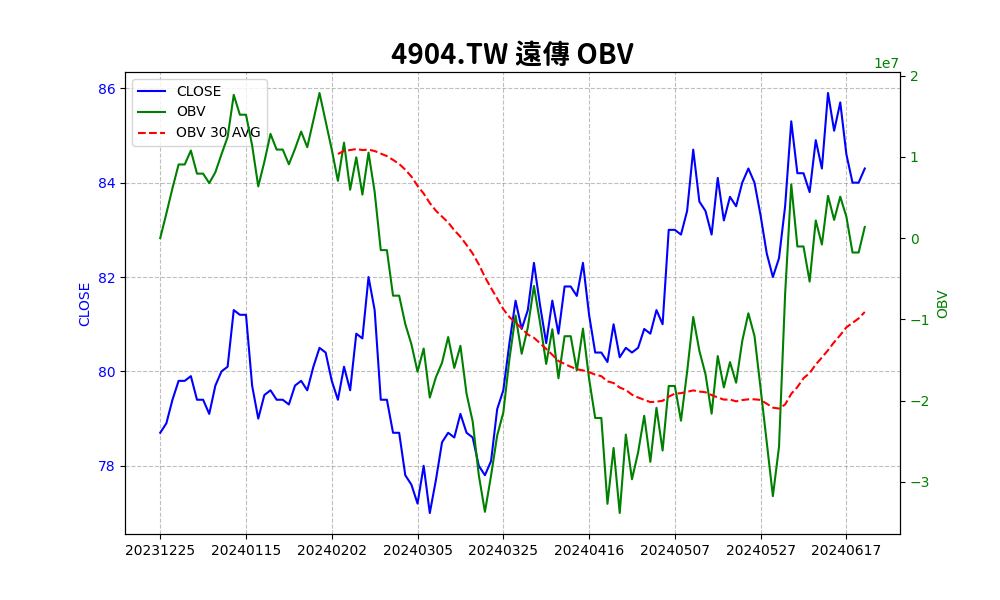 4904.TW 遠傳 OBV
1e7
CLOSE
OBV
OBV 30 AVG
86
84
82
80
78
CLOSE
2
1
0
−1
−2
−3
OBV
20231225 20240115 20240202 20240305 20240325 20240416 20240507 20240527 20240617